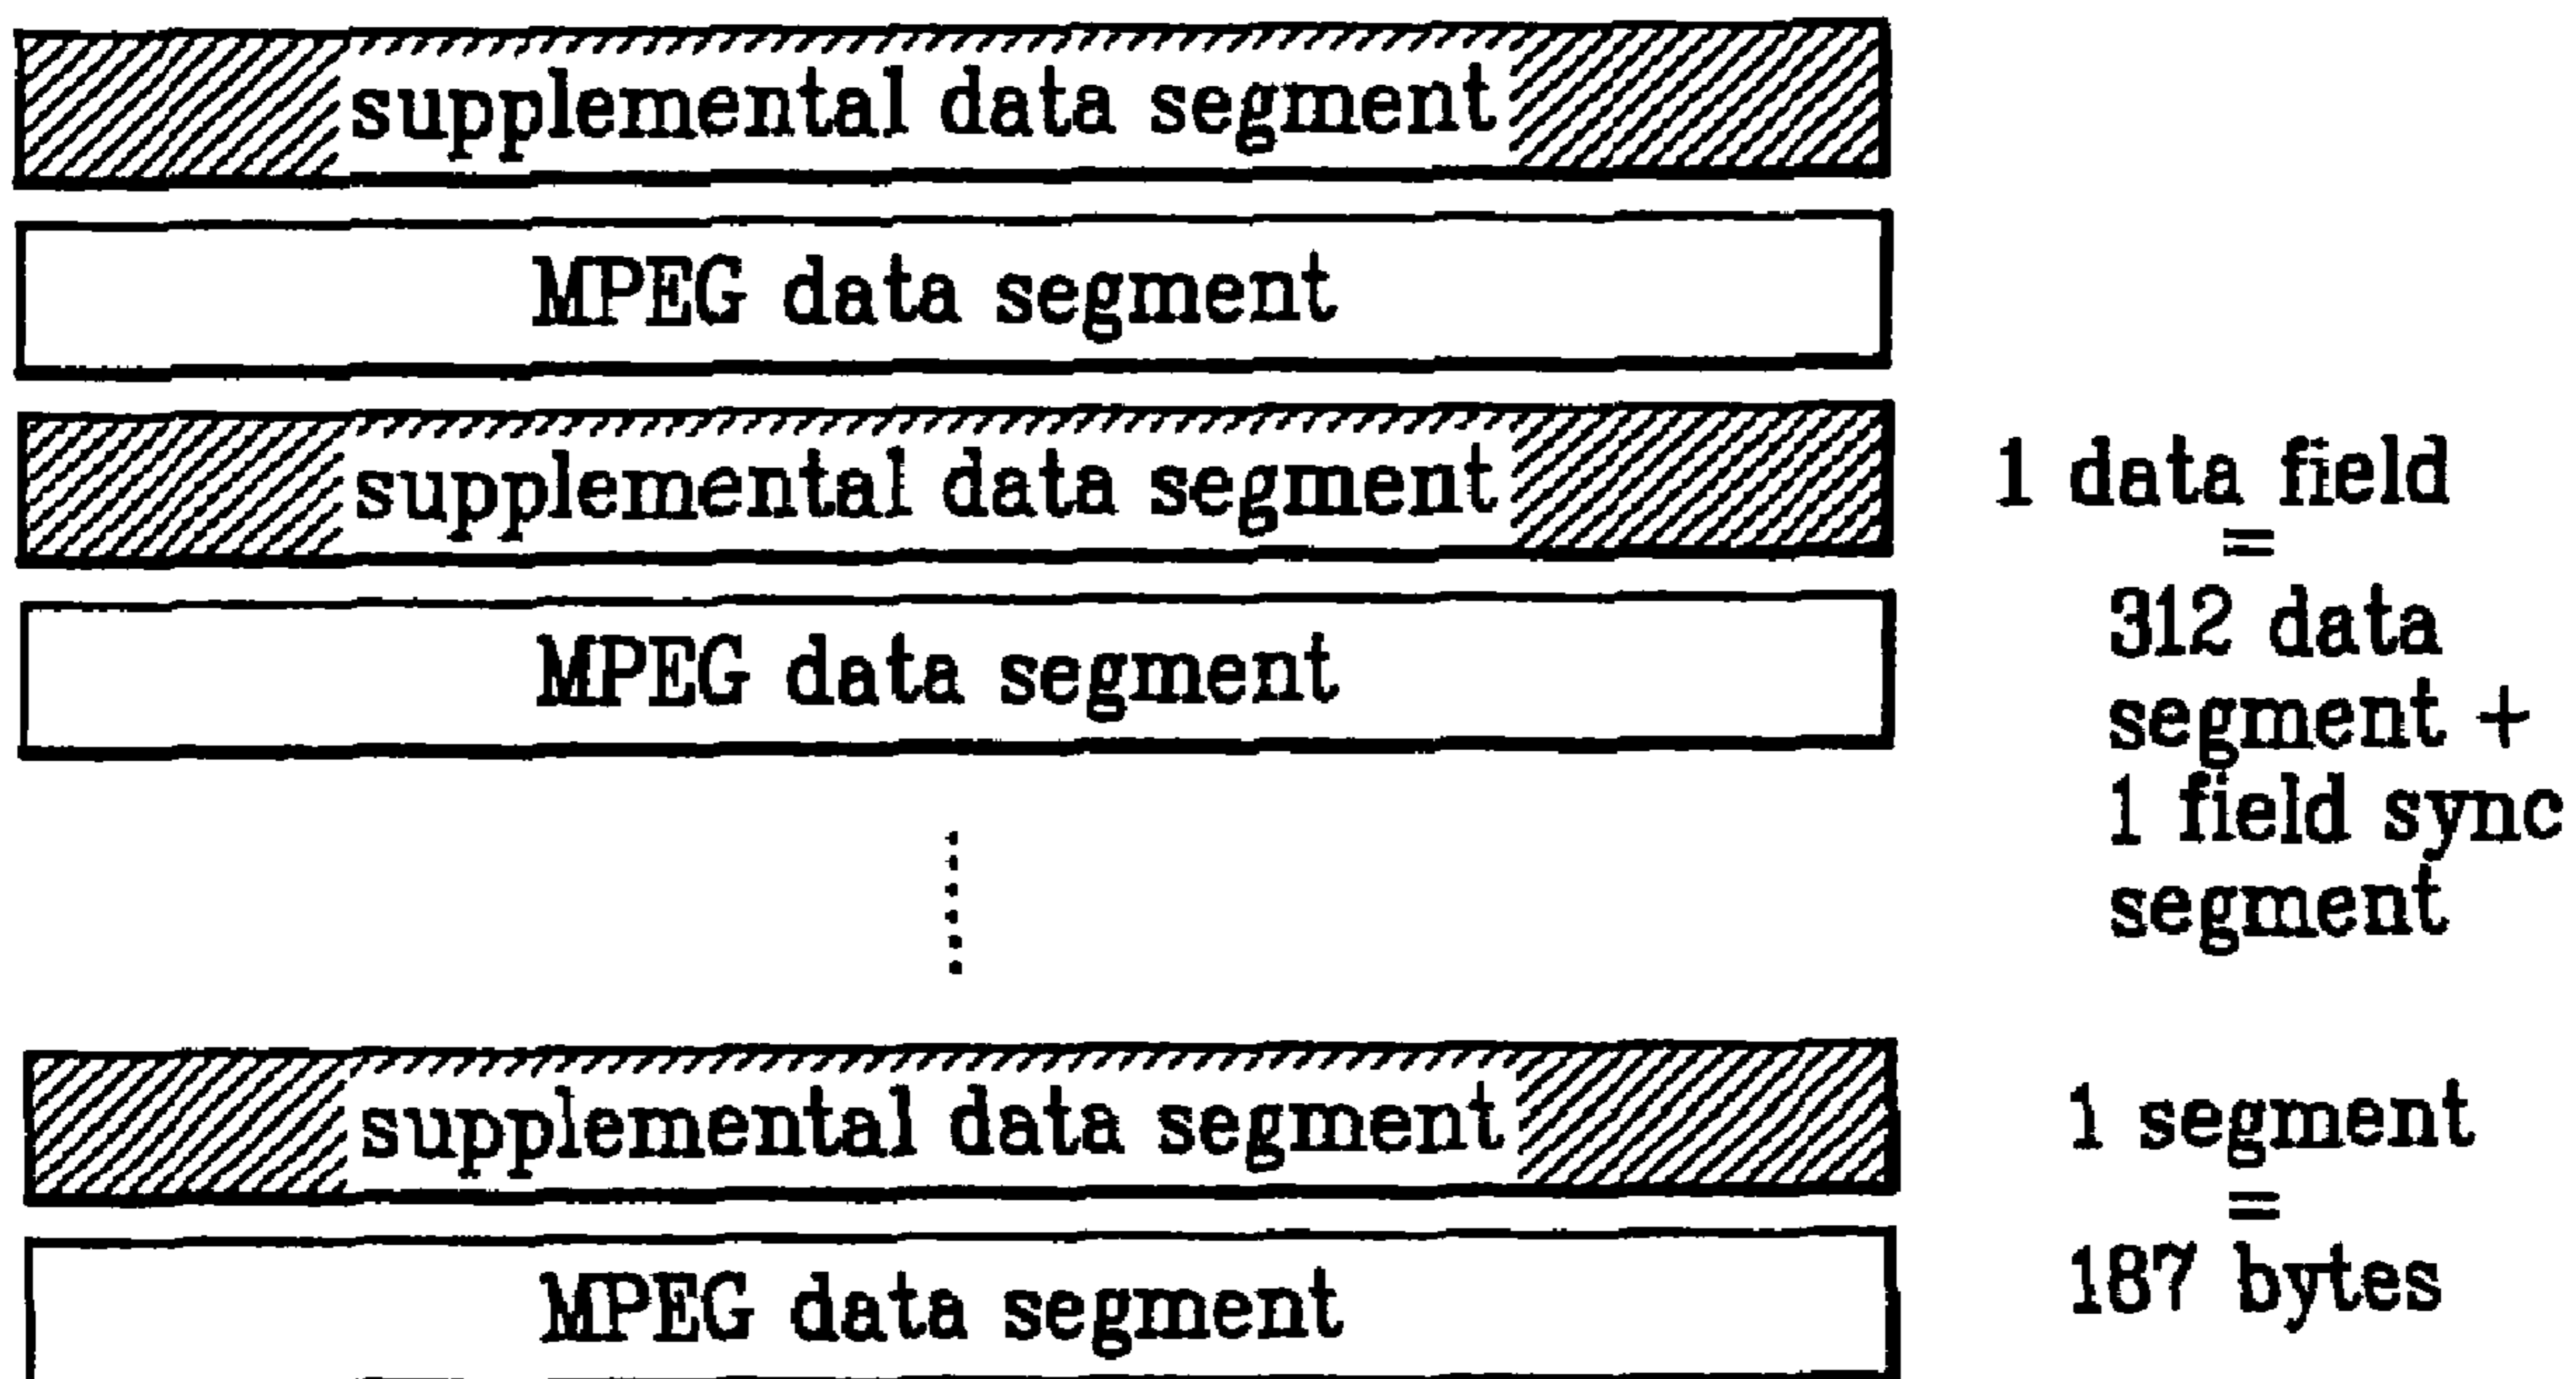 supplemental data segment
MPEG data segment
supplemental data segment
MPEG data segment
1 data field
=
312 data
segment +
1 field sync
segment
supplemental data segment
MPEG data segment
1 segment
=
187 bytes